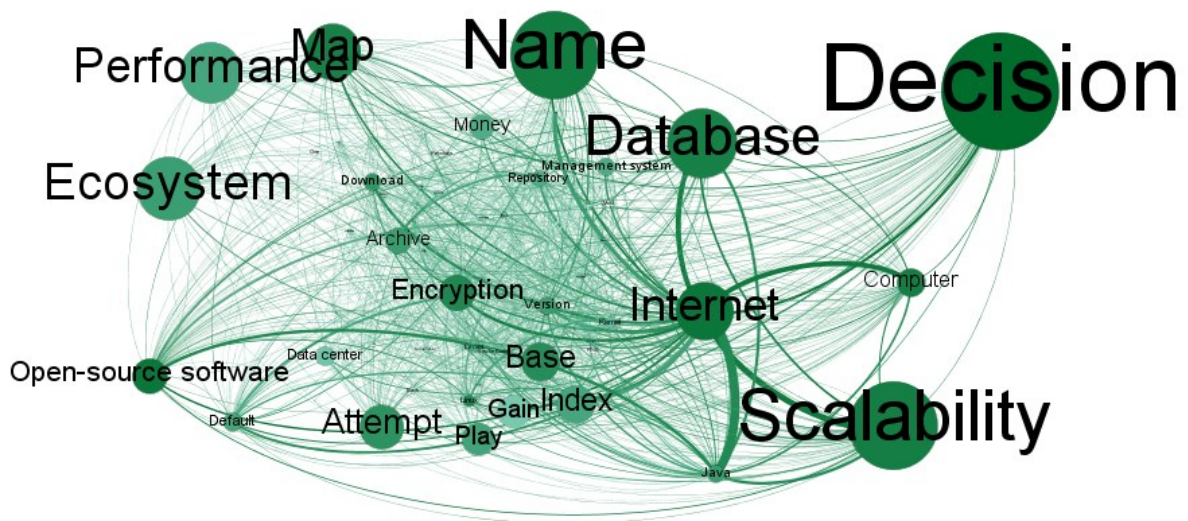 Name
Map
Decision
Performance
Money
Database
Management system
Repository
Ecosystem
Download
Archive
Computer
Encryption
Version
Internet
Data center
Base
Open-source software
Index
Gain
Scalability
Default
Attempt
Play
Java